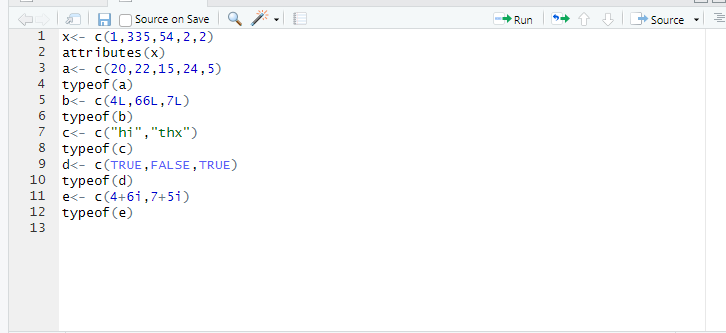 Source on Save
Run
Source
1 x<- c(1,335,54,2,2)
2 attributes(x)
3 a<- c(20,22,15,24,5)
4 typeof(a)
5 b<- c(4L,66L,7L)
6 typeof(b)
7 c<- c("hi","thx")
8 typeof(c)
9 d<- c(TRUE,FALSE,TRUE)
10 typeof(d)
11 e<- c(4+6i,7+5i)
12 typeof(e)
13